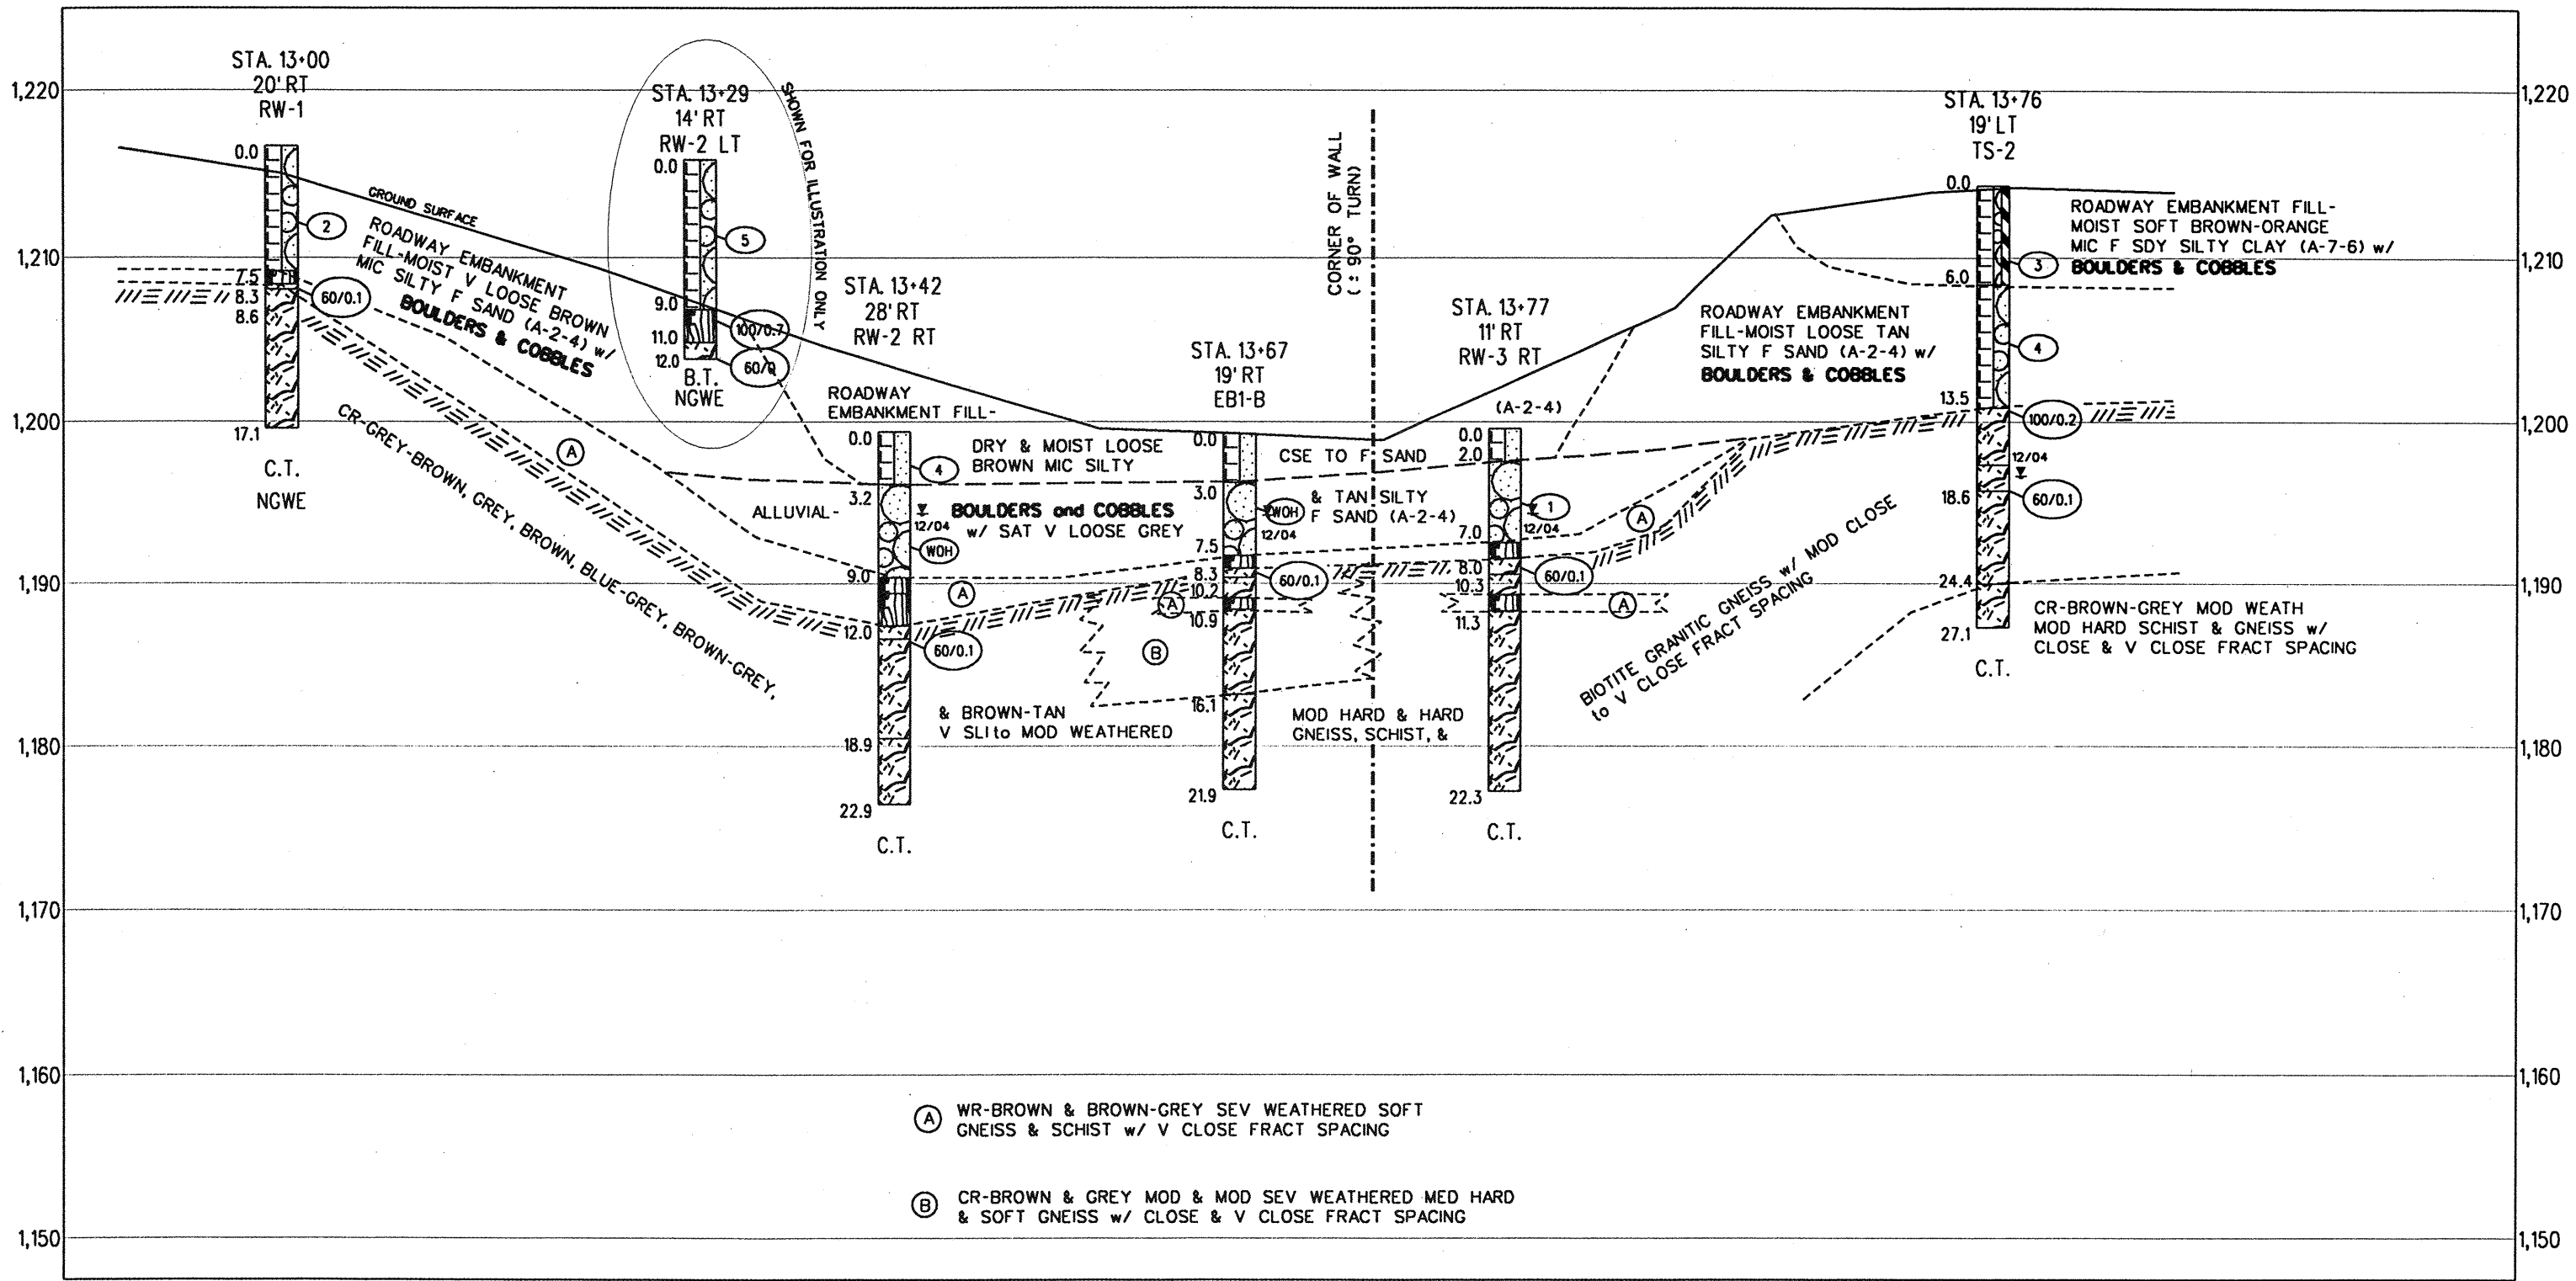 STA. 13+00
20' RT
RW-1
0.0
2
7.5
8.3
8.6
60/0.1
17.1
C.T.
NGWE
GROUND SURFACE
ROADWAY EMBANKMENT
FILL-MOIST V LOOSE BROWN
MIC SILTY F SAND (A-2-4) w/
BOULDERS & COBBLES
A
CR-GREY-BROWN, GREY, BROWN, BLUE-GREY, BROWN-GREY,
STA. 13+29
14' RT
RW-2 LT
0.0
5
9.0
100/0.7
11.0
12.0
60/0
B.T.
NGWE
SHOWN FOR ILLUSTRATION ONLY
STA. 13+42
28' RT
RW-2 RT
ROADWAY
EMBANKMENT FILL-
0.0
4
3.2
12/04
WOH
9.0
A
12.0
60/0.1
18.9
22.9
C.T.
DRY & MOIST LOOSE
BROWN MIC SILTY
ALLUVIAL-
BOULDERS and COBBLES
w/ SAT V LOOSE GREY
& BROWN-TAN
V SLI to MOD WEATHERED
STA. 13+67
19' RT
EB1-B
0.0
3.0
WOH
12/04
7.5
8.3
60/0.1
10.2
A
10.9
B
16.1
21.9
C.T.
CSE TO F SAND
& TAN SILTY
F SAND (A-2-4)
MOD HARD & HARD
GNEISS, SCHIST, &
CORNER OF WALL
(± 90° TURN)
STA. 13+77
11' RT
RW-3 RT
(A-2-4)
0.0
2.0
1
12/04
7.0
8.0
60/0.1
10.3
11.3
22.3
C.T.
A
A
BIOTITE GRANITIC GNEISS w/ MOD CLOSE
to V CLOSE FRACT SPACING
ROADWAY EMBANKMENT
FILL-MOIST LOOSE TAN
SILTY F SAND (A-2-4) w/
BOULDERS & COBBLES
STA. 13+76
19' LT
TS-2
0.0
3
6.0
4
13.5
100/0.2
12/04
18.6
60/0.1
24.4
27.1
C.T.
ROADWAY EMBANKMENT FILL-
MOIST SOFT BROWN-ORANGE
MIC F SDY SILTY CLAY (A-7-6) w/
BOULDERS & COBBLES
CR-BROWN-GREY MOD WEATH
MOD HARD SCHIST & GNEISS w/
CLOSE & V CLOSE FRACT SPACING
1,220
1,210
1,200
1,190
1,180
1,170
1,160
1,150
1,220
1,210
1,200
1,190
1,180
1,170
1,160
1,150
A WR-BROWN & BROWN-GREY SEV WEATHERED SOFT
GNEISS & SCHIST w/ V CLOSE FRACT SPACING
B CR-BROWN & GREY MOD & MOD SEV WEATHERED MED HARD
& SOFT GNEISS w/ CLOSE & V CLOSE FRACT SPACING